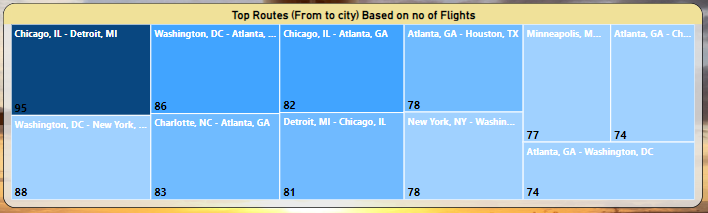 Top Routes (From to city) Based on no of Flights
Chicago, IL - Detroit, MI
95
Washington, DC - New York, ...
88
Washington, DC - Atlanta, ...
86
Charlotte, NC - Atlanta, GA
83
Chicago, IL - Atlanta, GA
82
Detroit, MI - Chicago, IL
81
Atlanta, GA - Houston, TX
78
New York, NY - Washin...
78
Minneapolis, M...
77
Atlanta, GA - Ch...
74
Atlanta, GA - Washington, DC
74